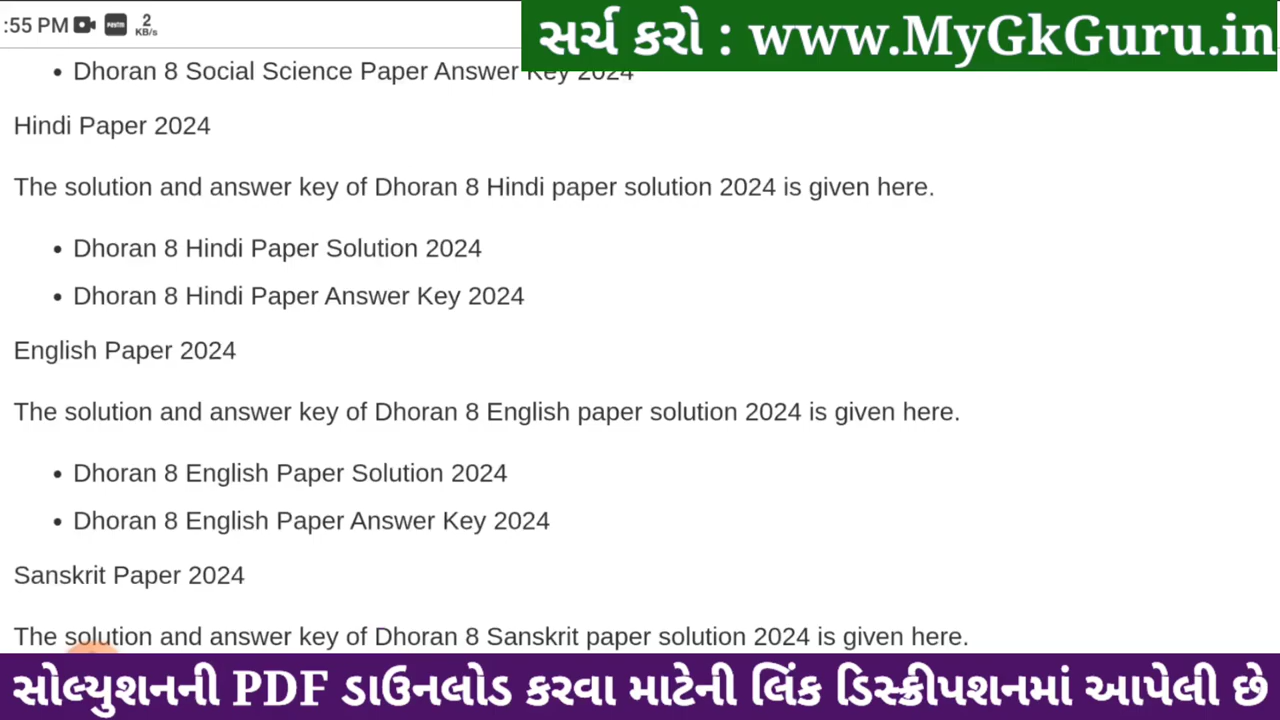 :55 PM paytm 2 KB/s
સર્ચ કરો : www.MyGkGuru.in
• Dhoran 8 Social Science Paper Answer Key 2024
Hindi Paper 2024
The solution and answer key of Dhoran 8 Hindi paper solution 2024 is given here.
• Dhoran 8 Hindi Paper Solution 2024
• Dhoran 8 Hindi Paper Answer Key 2024
English Paper 2024
The solution and answer key of Dhoran 8 English paper solution 2024 is given here.
• Dhoran 8 English Paper Solution 2024
• Dhoran 8 English Paper Answer Key 2024
Sanskrit Paper 2024
The solution and answer key of Dhoran 8 Sanskrit paper solution 2024 is given here.
સોલ્યુશનની PDF ડાઉનલોડ કરવા માટેની લિંક ડિસ્ક્રીપશનમાં આપેલી છે